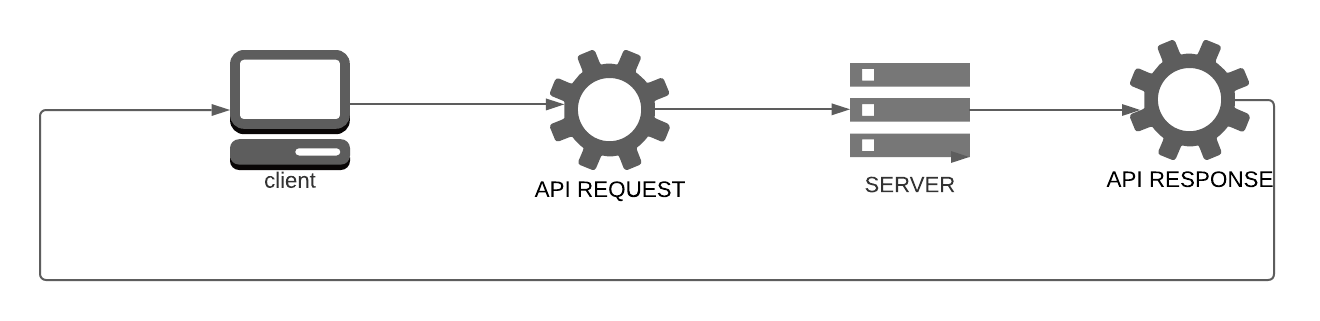 client
API REQUEST
SERVER
API RESPONSE